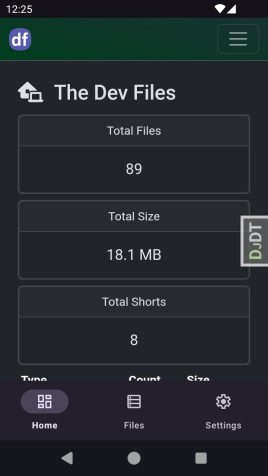 12:25
df
The Dev Files
Total Files
89
Total Size
18.1 MB
DJDT
Total Shorts
8
Type Count Size
Home Files Settings